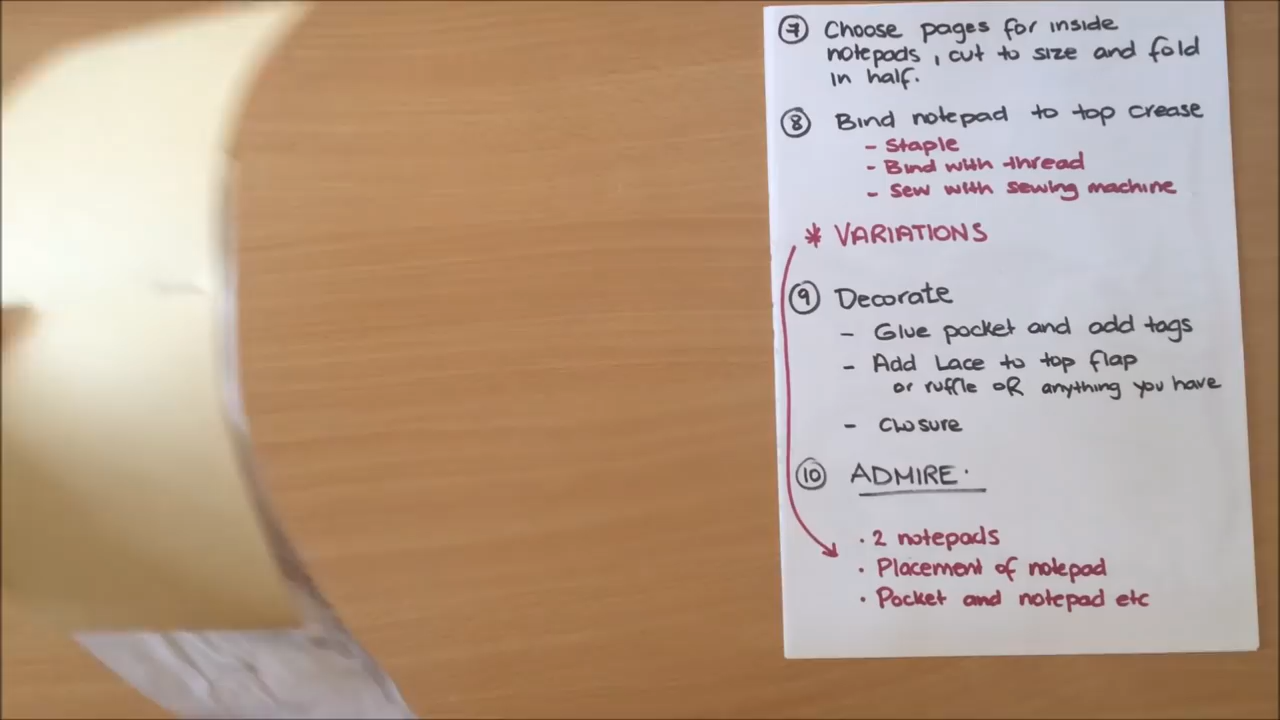 7 Choose pages for inside
notepads, cut to size and fold
in half.
8 Bind notepad to top crease
- Staple
- Bind with thread
- Sew with sewing machine
* VARIATIONS
9 Decorate
- Glue pocket and add tags
- Add Lace to top flap
or ruffle OR anything you have
- Closure
10 ADMIRE.
· 2 notepads
· Placement of notepad
· Pocket and notepad etc